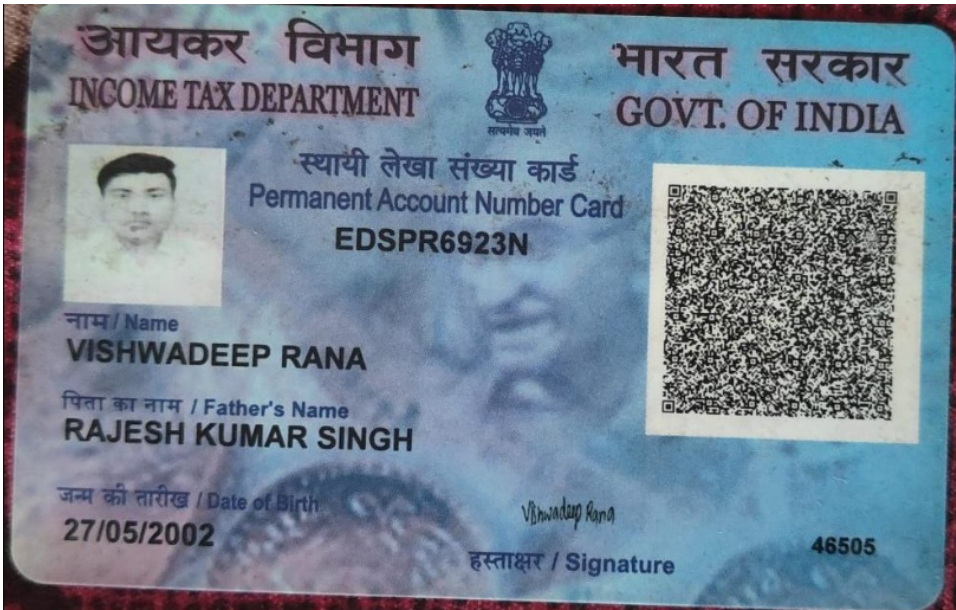 आयकर विभाग
INCOME TAX DEPARTMENT
सत्यमेव जयते
भारत सरकार
GOVT. OF INDIA
स्थायी लेखा संख्या कार्ड
Permanent Account Number Card
EDSPR6923N
नाम / Name
VISHWADEEP RANA
पिता का नाम / Father's Name
RAJESH KUMAR SINGH
जन्म की तारीख / Date of Birth
27/05/2002
Vishwadeep Rana
हस्ताक्षर / Signature
46505